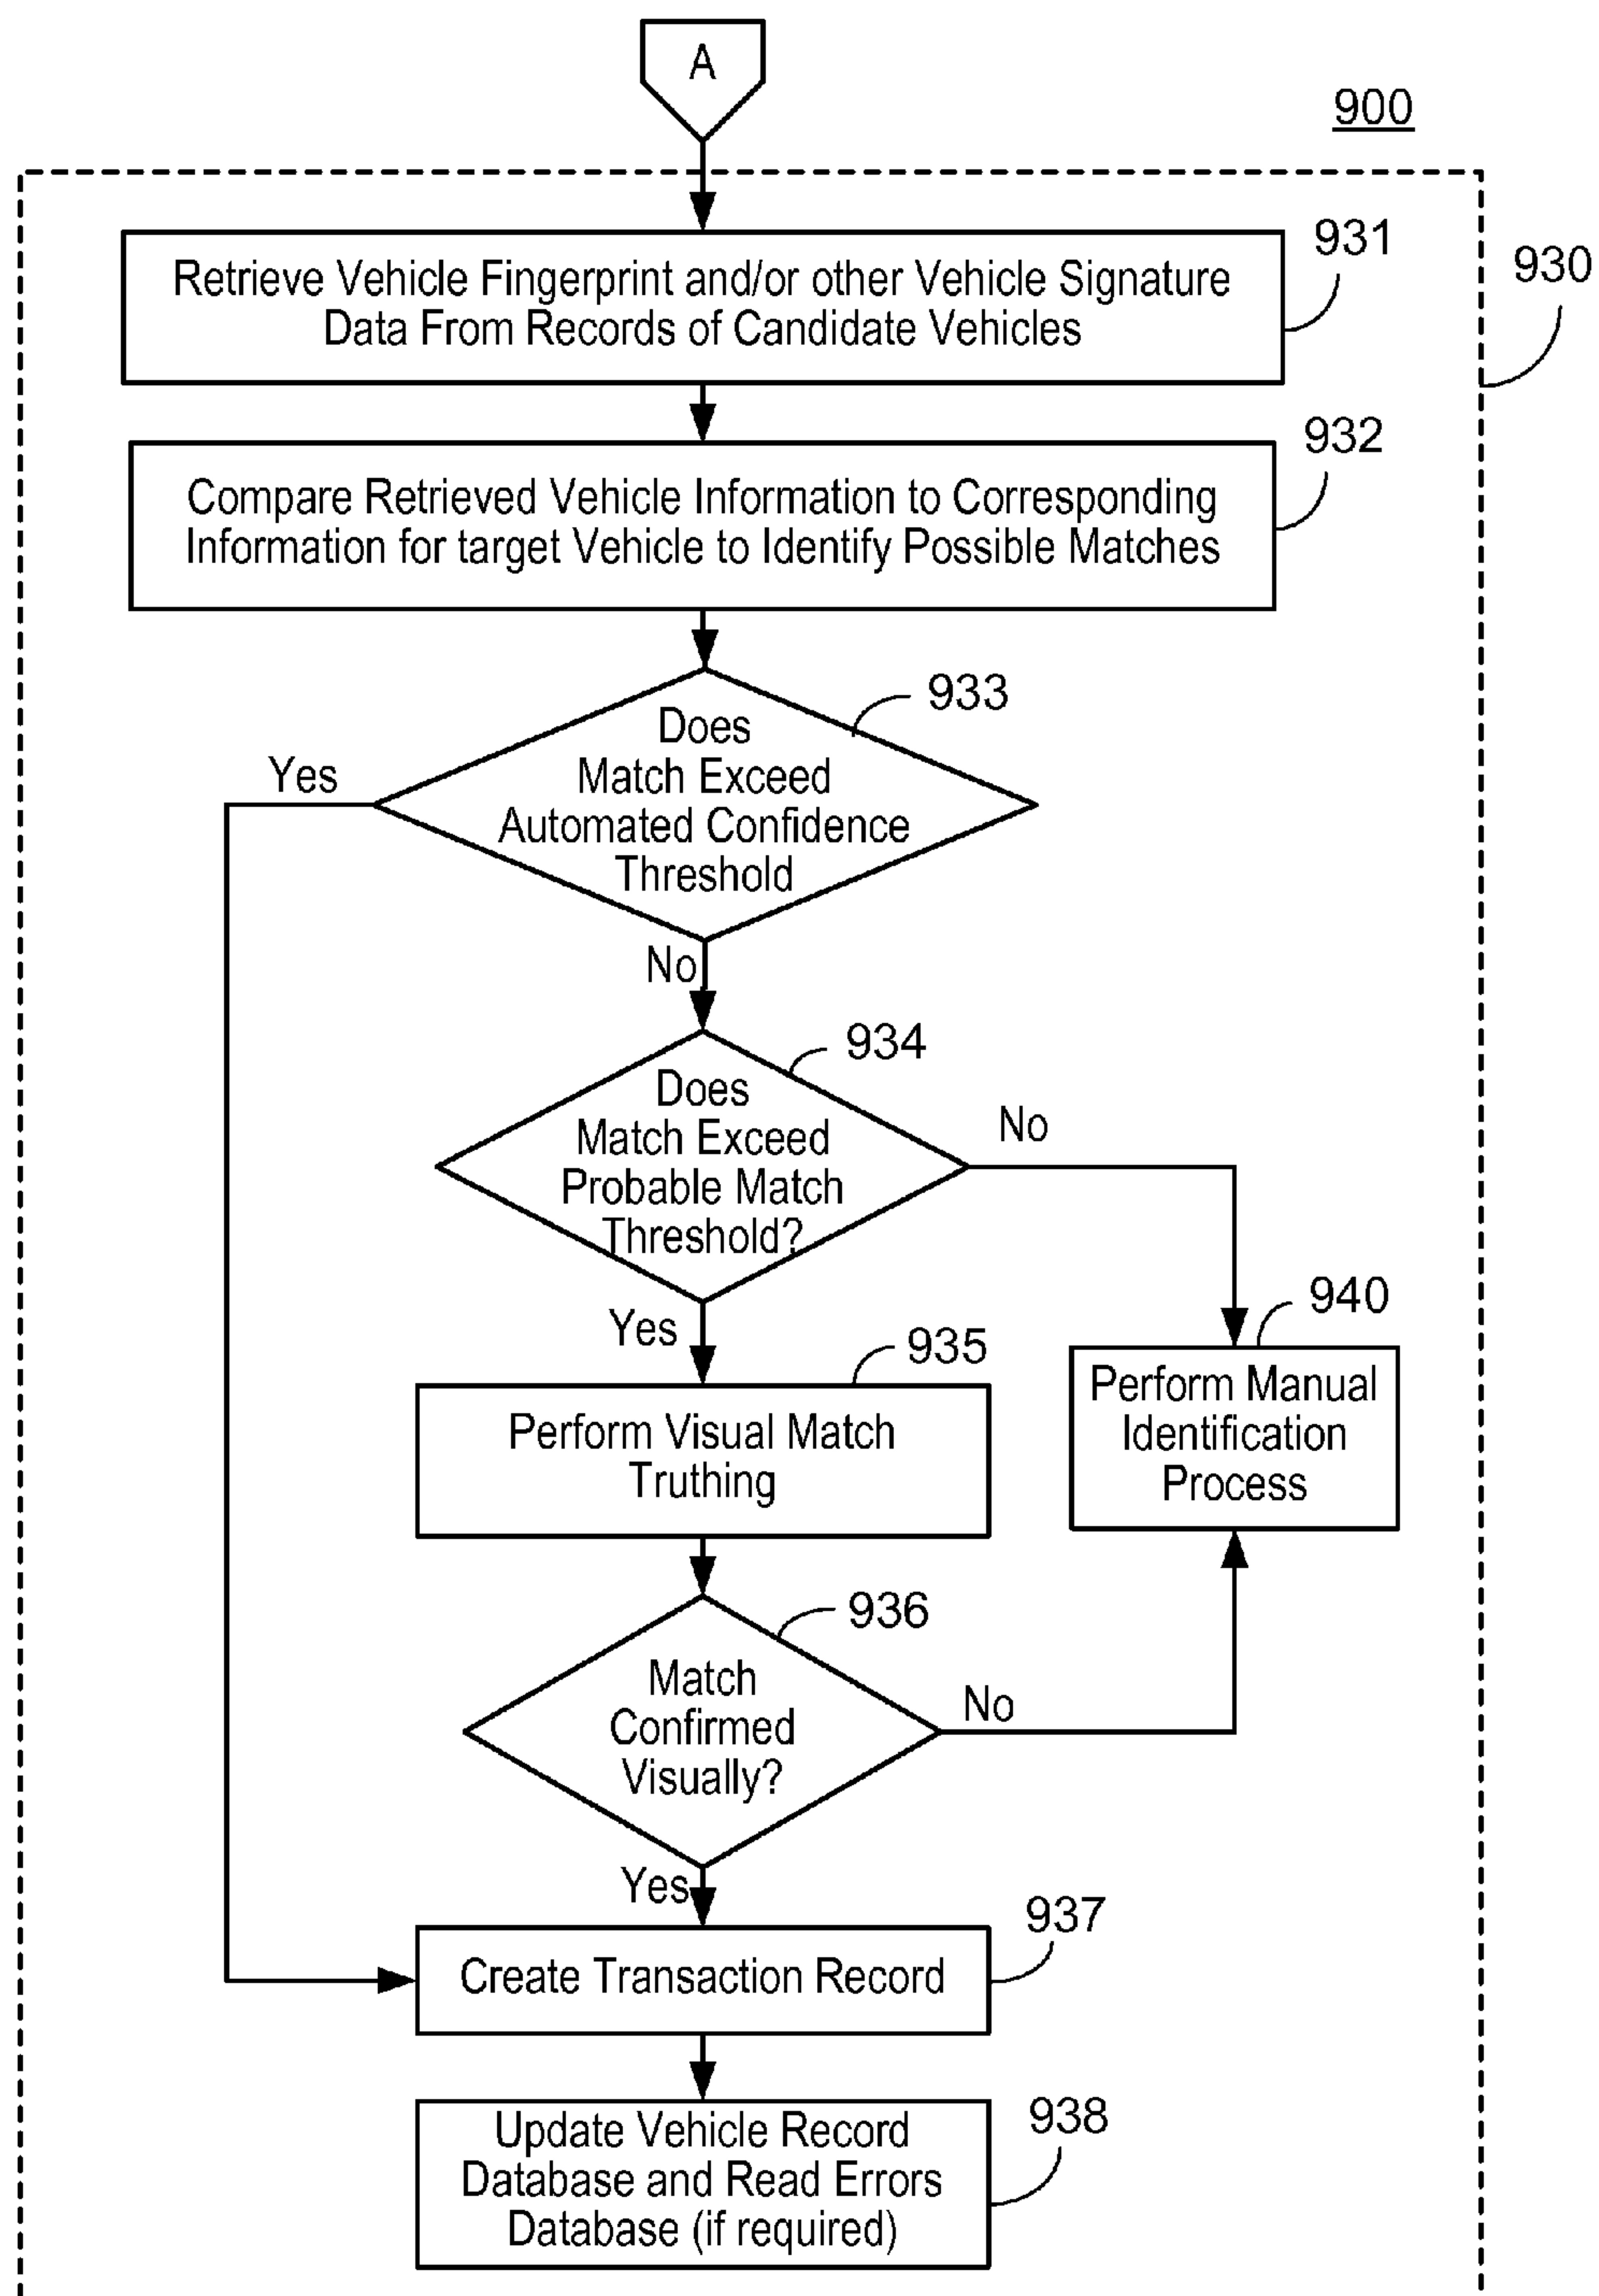 A
900
931
930
Retrieve Vehicle Fingerprint and/or other Vehicle Signature
Data From Records of Candidate Vehicles
932
Compare Retrieved Vehicle Information to Corresponding
Information for target Vehicle to Identify Possible Matches
933
Does
Match Exceed
Automated Confidence
Threshold
Yes
No
934
Does
Match Exceed
Probable Match
Threshold?
No
Yes
940
Perform Manual
Identification
Process
935
Perform Visual Match
Truthing
936
Match
Confirmed
Visually?
No
Yes
937
Create Transaction Record
938
Update Vehicle Record
Database and Read Errors
Database (if required)